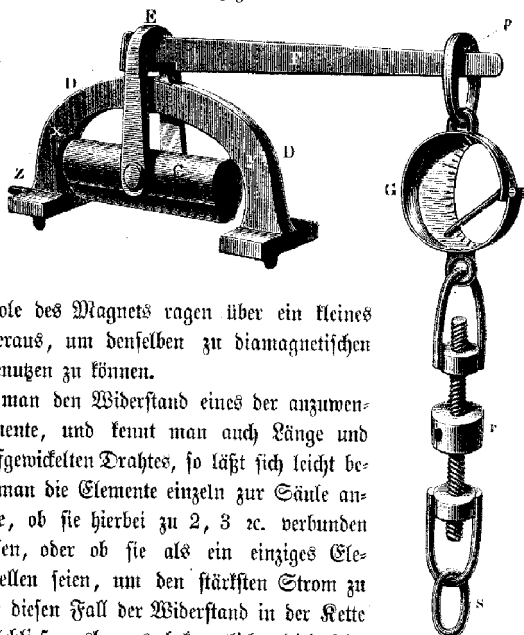 E
P
F
D
X
D
C
Z
G
ole des Magnets ragen über ein kleines
eraus, um denselben zu diamagnetischen
enutzen zu können.
man den Widerstand eines der anzuwen⸗
mente, und kennt man auch Länge und
fgewickelten Drahtes, so läßt sich leicht be⸗
man die Elemente einzeln zur Säule an⸗
e, ob sie hierbei zu 2, 3 ꝛc. verbunden
sen, oder ob sie als ein einziges Ele⸗
ellen seien, um den stärksten Strom zu
diesen Fall der Widerstand in der Kette
S